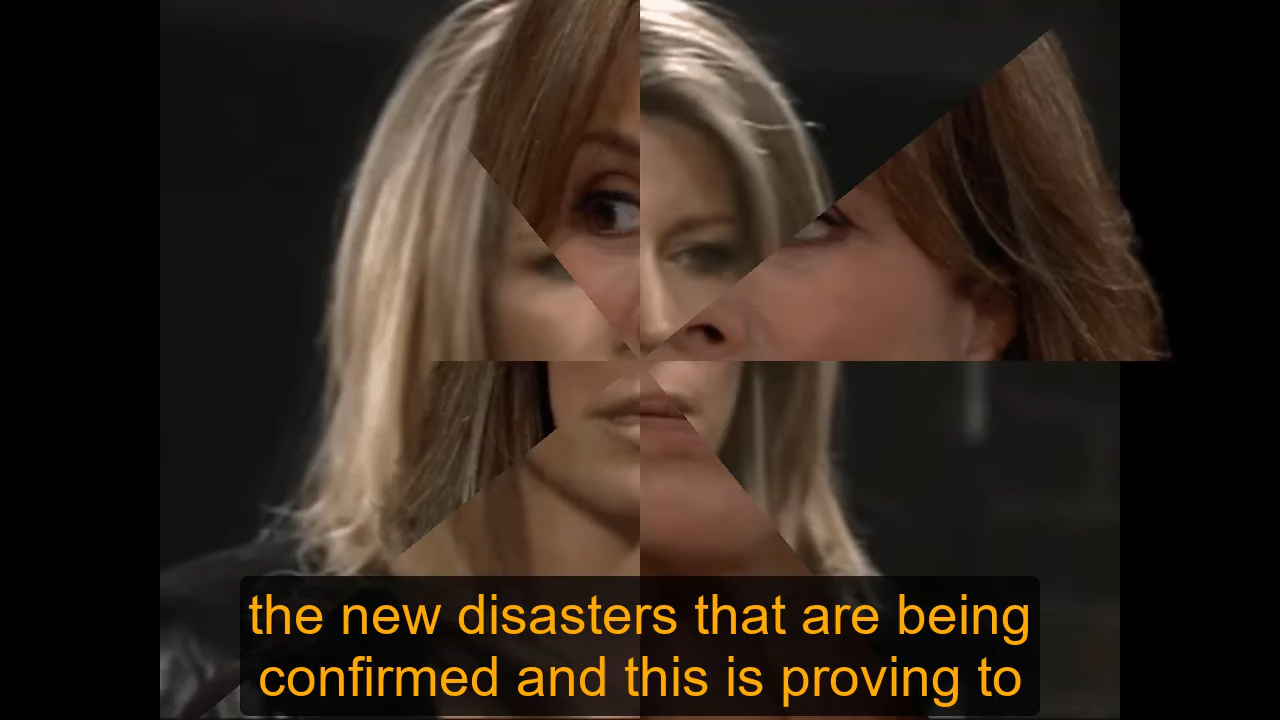 the new disasters that are being
confirmed and this is proving to